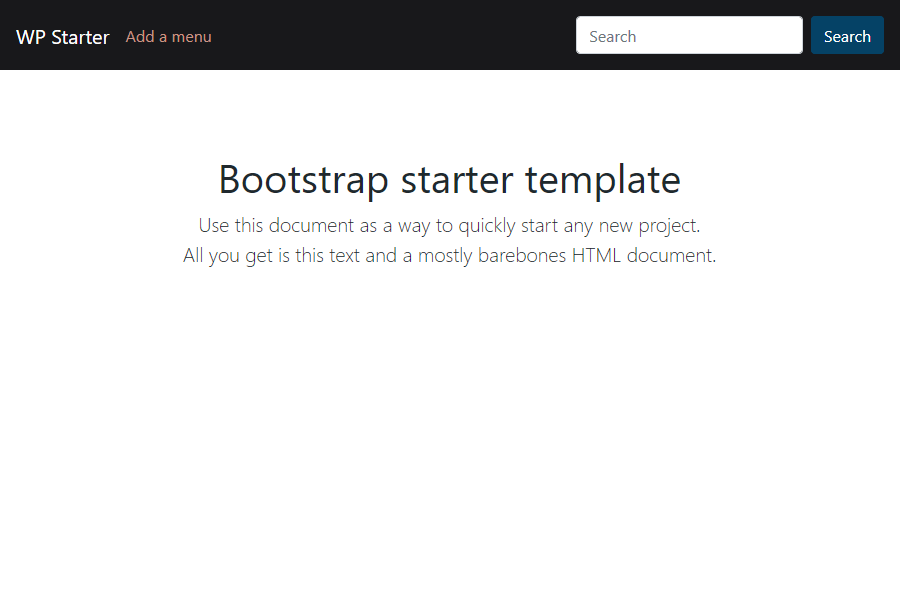 WP Starter Add a menu Search Search
Bootstrap starter template
Use this document as a way to quickly start any new project.
All you get is this text and a mostly barebones HTML document.